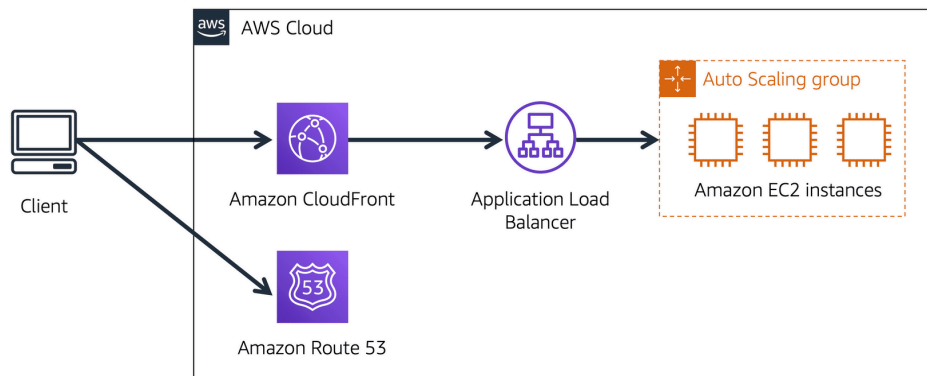 aws
AWS Cloud
Auto Scaling group
Client
Amazon CloudFront
Application Load
Balancer
Amazon EC2 instances
53
Amazon Route 53